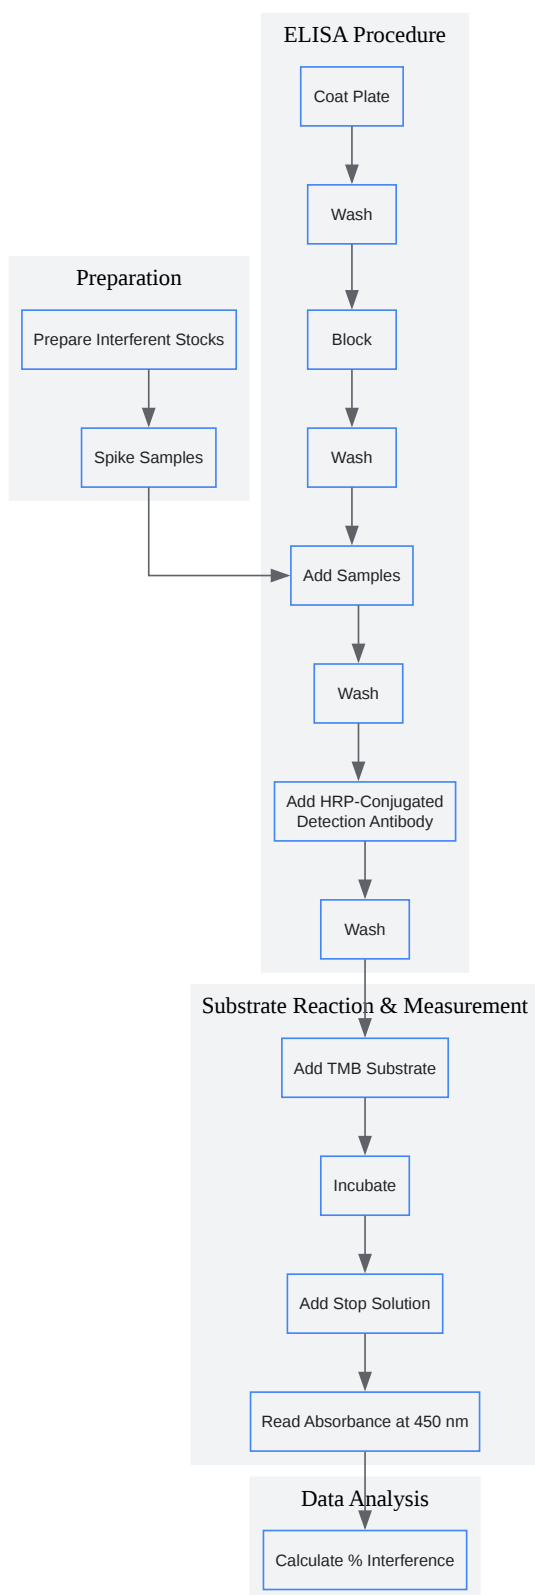 ELISA Procedure
Coat Plate
Wash
Preparation
Prepare Interferent Stocks
Spike Samples
Block
Wash
Add Samples
Wash
Add HRP-Conjugated
Detection Antibody
Wash
Substrate Reaction & Measurement
Add TMB Substrate
Incubate
Add Stop Solution
Read Absorbance at 450 nm
Data Analysis
Calculate % Interference